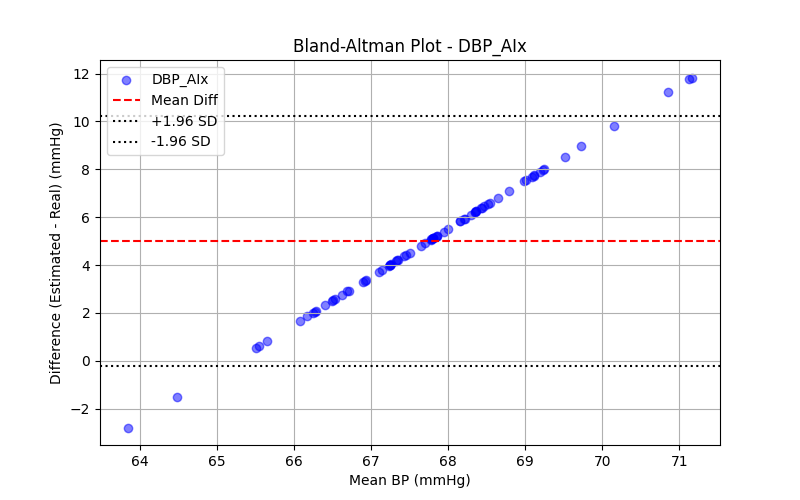 Bland-Altman Plot - DBP_AIx
DBP_AIx
Mean Diff
+1.96 SD
-1.96 SD
Difference (Estimated - Real) (mmHg)
12
10
8
6
4
2
0
−2
64 65 66 67 68 69 70 71
Mean BP (mmHg)